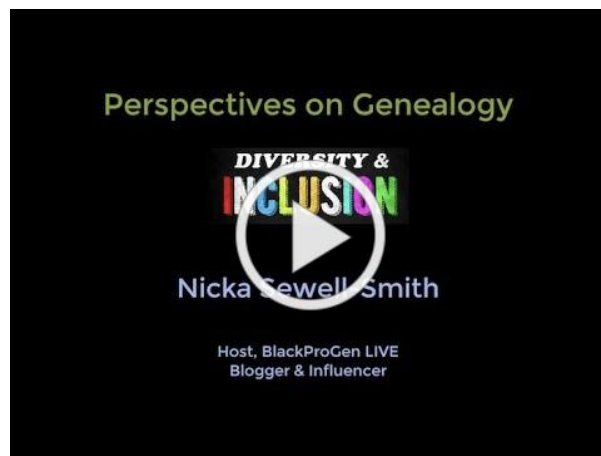 Perspectives on Genealogy
DIVERSITY &
INCLUSION
Nicka Sewell-Smith
Host, BlackProGen LIVE
Blogger & Influencer